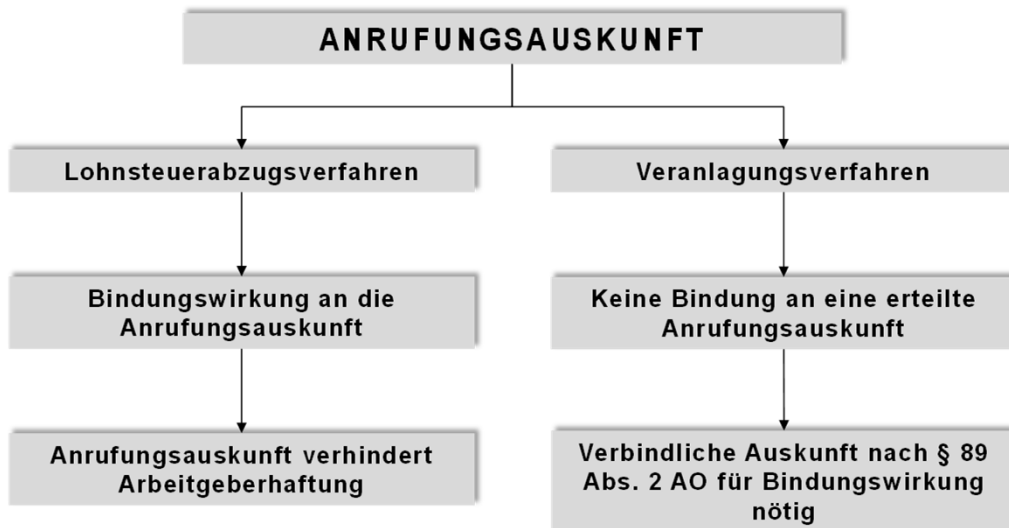 ANRUFUNGSAUSKUNFT
Lohnsteuerabzugsverfahren
Veranlagungsverfahren
Bindungswirkung an die
Anrufungsauskunft
Keine Bindung an eine erteilte
Anrufungsauskunft
Anrufungsauskunft verhindert
Arbeitgeberhaftung
Verbindliche Auskunft nach § 89
Abs. 2 AO für Bindungswirkung
nötig